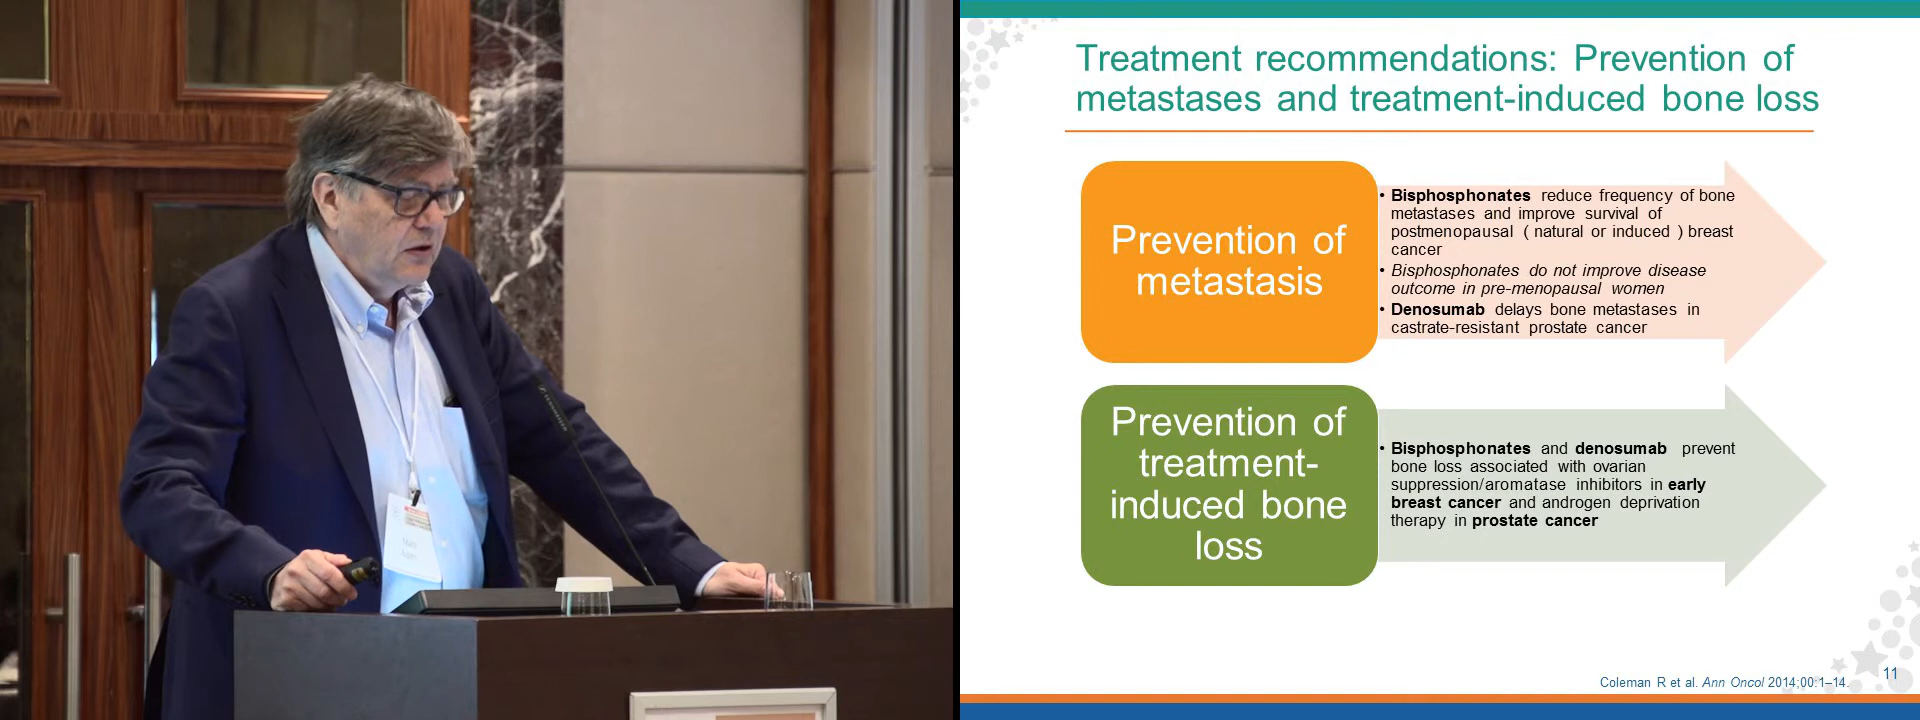 Treatment recommendations: Prevention of
metastases and treatment-induced bone loss
Prevention of
metastasis
• Bisphosphonates reduce frequency of bone
metastases and improve survival of
postmenopausal ( natural or induced ) breast
cancer
• Bisphosphonates do not improve disease
outcome in pre-menopausal women
• Denosumab delays bone metastases in
castrate-resistant prostate cancer
Prevention of
treatment-
induced bone
loss
• Bisphosphonates and denosumab prevent
bone loss associated with ovarian
suppression/aromatase inhibitors in early
breast cancer and androgen deprivation
therapy in prostate cancer
Coleman R et al. Ann Oncol 2014;00:1–14.
11